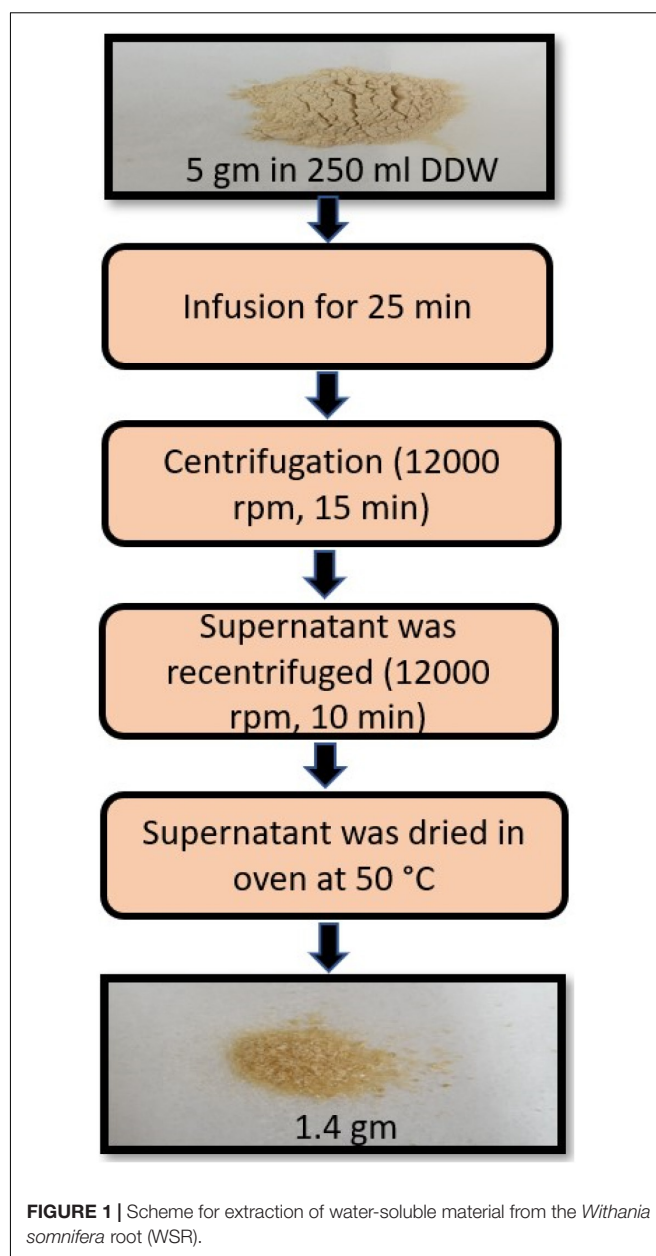 5 gm in 250 ml DDW
Infusion for 25 min
Centrifugation (12000
rpm, 15 min)
Supernatant was
recentrifuged (12000
rpm, 10 min)
Supernatant was dried in
oven at 50 °C
1.4 gm
FIGURE 1 | Scheme for extraction of water-soluble material from the Withania
somnifera root (WSR).